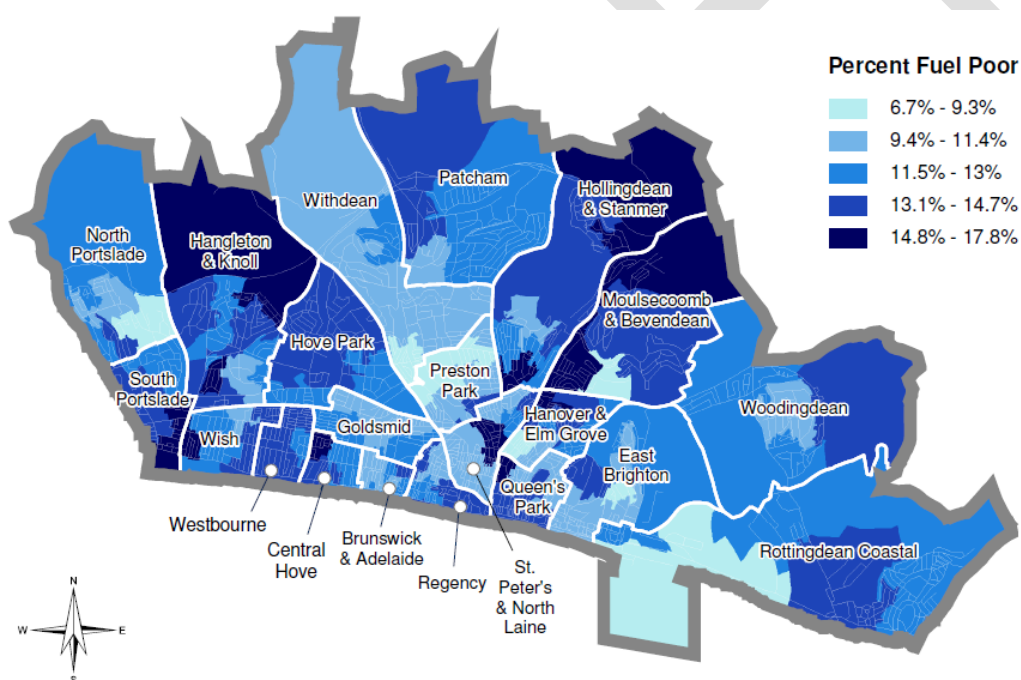 Percent Fuel Poor
6.7% - 9.3%
9.4% - 11.4%
11.5% - 13%
13.1% - 14.7%
14.8% - 17.8%
Patcham
Withdean
Hollingdean
& Stanmer
North
Portslade
Hangleton
& Knoll
Moulsecoomb
& Bevendean
Hove Park
Preston
Park
South
Portslade
Woodingdean
Hanover &
Elm Grove
Goldsmid
Wish
East
Brighton
Queen's
Park
Westbourne
Central
Hove
Brunswick
& Adelaide
Regency
St.
Peter's
& North
Laine
Rottingdean Coastal
N
W
E
S